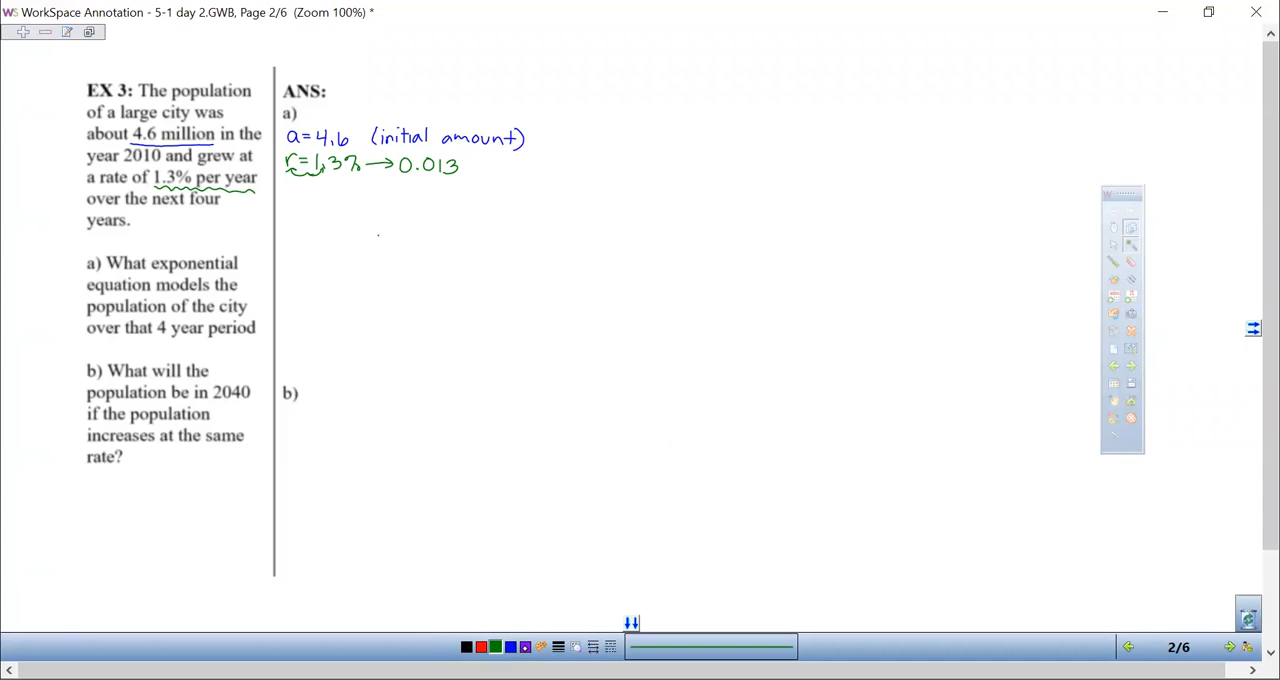 WorkSpace Annotation - 5-1 day 2.GWB, Page 2/6 (Zoom 100%) *
EX 3: The population
of a large city was
about 4.6 million in the
year 2010 and grew at
a rate of 1.3% per year
over the next four
years.
a) What exponential
equation models the
population of the city
over that 4 year period
b) What will the
population be in 2040
if the population
increases at the same
rate?
ANS:
a)
a=4.6 (initial amount)
r=1.3%→0.013
b)
2/6